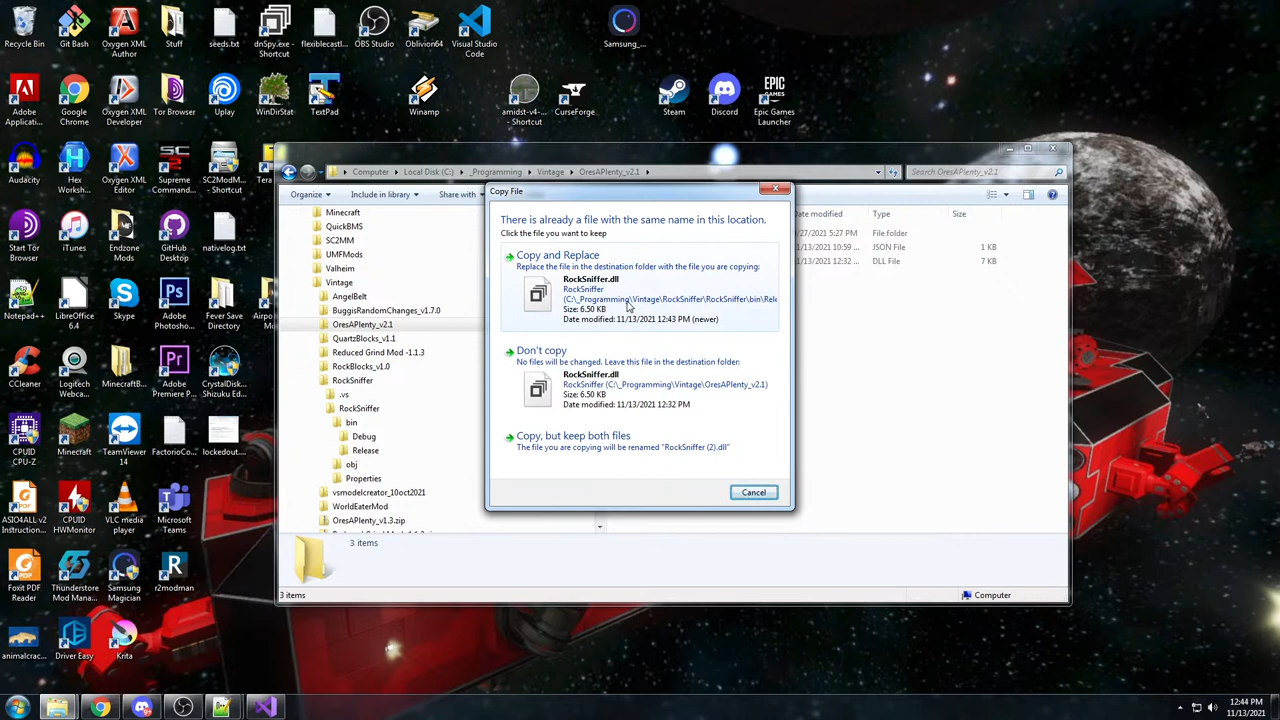 Recycle Bin
Git Bash
Oxygen XML
Author
Stuff
seeds.txt
dnSpy.exe -
Shortcut
flexiblecastl...
OBS Studio
Oblivion64
Visual Studio
Code
Samsung_...
Adobe
Applicati...
Google
Chrome
Oxygen XML
Developer
Tor Browser
Uplay
WinDirStat
TextPad
Winamp
amidst-v4-...
- Shortcut
CurseForge
Steam
Discord
Epic Games
Launcher
Audacity
Hex
Worksh...
Oxygen XML
Editor
Supreme
Command...
SC2ModM...
- Shortcut
Tera
Start Tor
Browser
iTunes
Endzone
Mods
GitHub
Desktop
nativelog.txt
Notepad++
LibreOffice
6.4
Adobe
Photosho...
Fever Save
Directory
Image...
CCleaner
Logitech
Webca...
MinecraftB...
Adobe
Premiere P...
CrystalDisk...
Shizuku Ed...
CPUID
CPU-Z
Minecraft
TeamViewer
14
FactorioCo...
lockedout....
ASIO4ALL v2
Instruction...
CPUID
HWMonitor
VLC media
player
Microsoft
Teams
Foxit PDF
Reader
Thunderstore
Mod Mana...
Samsung
Magician
r2modman
animalcrac...
Driver Easy
Krita
Computer
Local Disk (C:)
_Programming
Vintage
OresAPlenty_v2.1
Search OresAPlenty_v2.1
Organize
Include in library
Share with
Minecraft
QuickBMS
SC2MM
UMFMods
Valheim
Vintage
AngelBelt
BuggisRandomChanges_v1.7.0
OresAPlenty_v2.1
QuartzBlocks_v1.1
Reduced Grind Mod -1.1.3
RockBlocks_v1.0
RockSniffer
.vs
RockSniffer
bin
Debug
Release
obj
Properties
vsmodelcreator_10oct2021
WorldEaterMod
OresAPlenty_v1.3.zip
Date modified
Type
Size
/27/2021 5:27 PM
File folder
/13/2021 10:59 ...
JSON File
1 KB
/13/2021 12:32 ...
DLL File
7 KB
3 items
3 items
Computer
Copy File
There is already a file with the same name in this location.
Click the file you want to keep
Copy and Replace
Replace the file in the destination folder with the file you are copying:
RockSniffer.dll
RockSniffer
(C:\_Programming\Vintage\RockSniffer\RockSniffer\bin\Rele
Size: 6.50 KB
Date modified: 11/13/2021 12:43 PM (newer)
Don't copy
No files will be changed. Leave this file in the destination folder:
RockSniffer.dll
RockSniffer (C:\_Programming\Vintage\OresAPlenty_v2.1)
Size: 6.50 KB
Date modified: 11/13/2021 12:32 PM
Copy, but keep both files
The file you are copying will be renamed "RockSniffer (2).dll"
Cancel
12:44 PM
11/13/2021